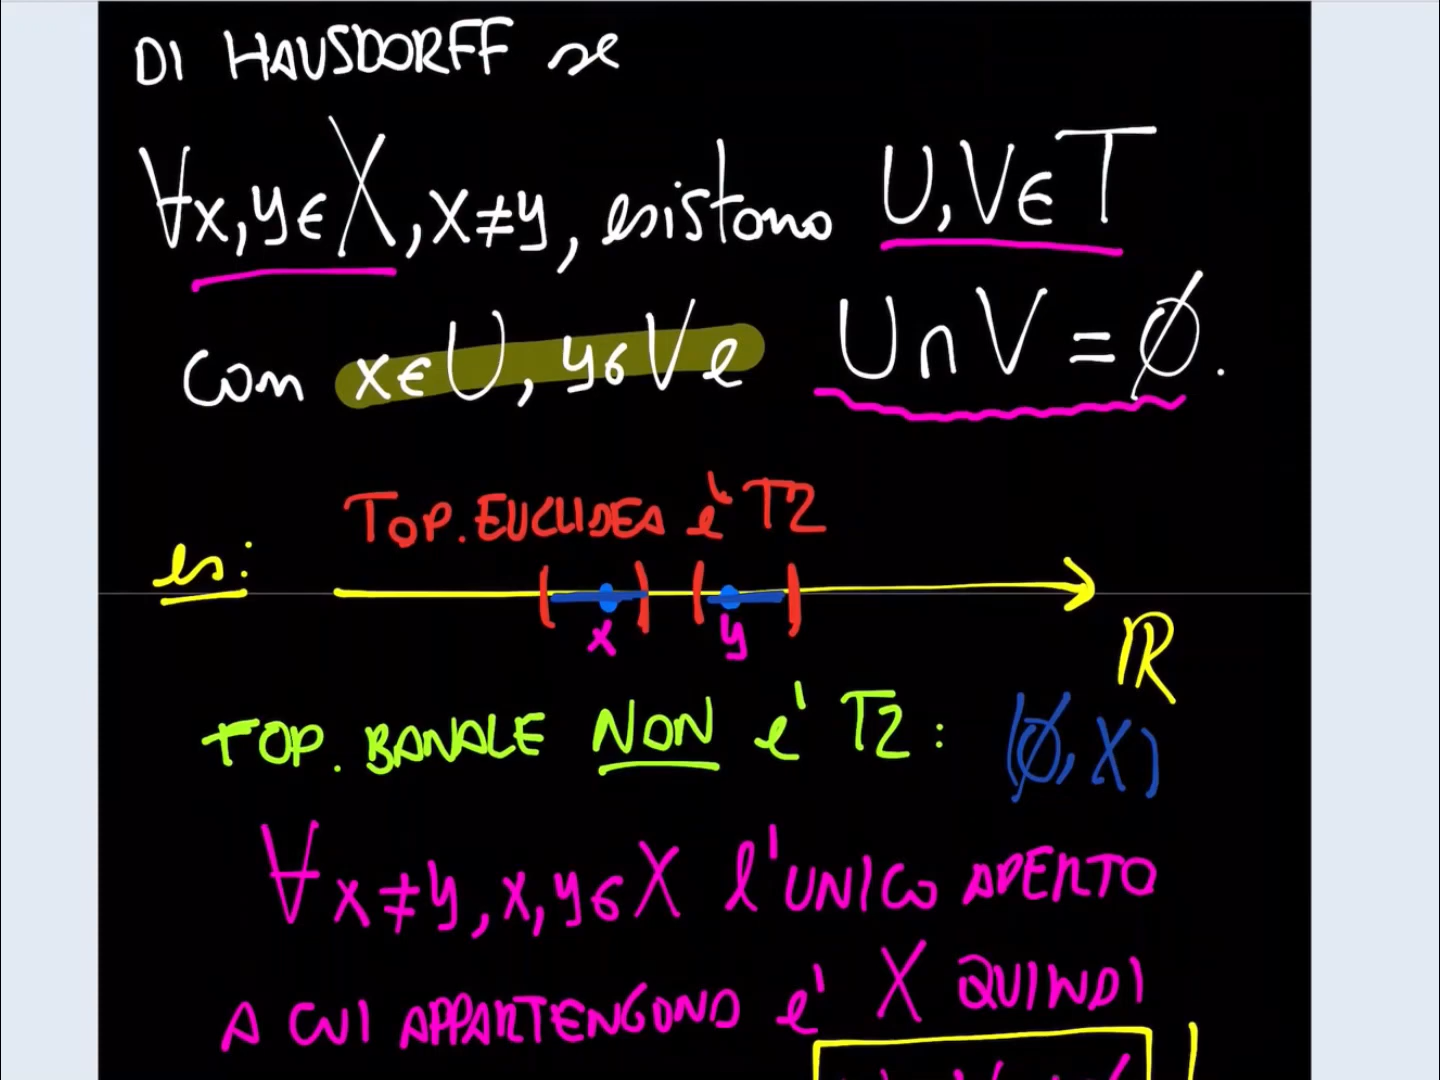 DI HAUSDORFF se
∀x,y∈X, x≠y, esistono U,V∈T
con x∈U, y∈V e U∩V=∅.
TOP. EUCLIDEA è T2
es:
x y
ℝ
TOP. BANALE NON è T2: (∅,X)
∀x≠y, x,y∈X l'UNICO APERTO
A CUI APPARTENGONO è X QUINDI